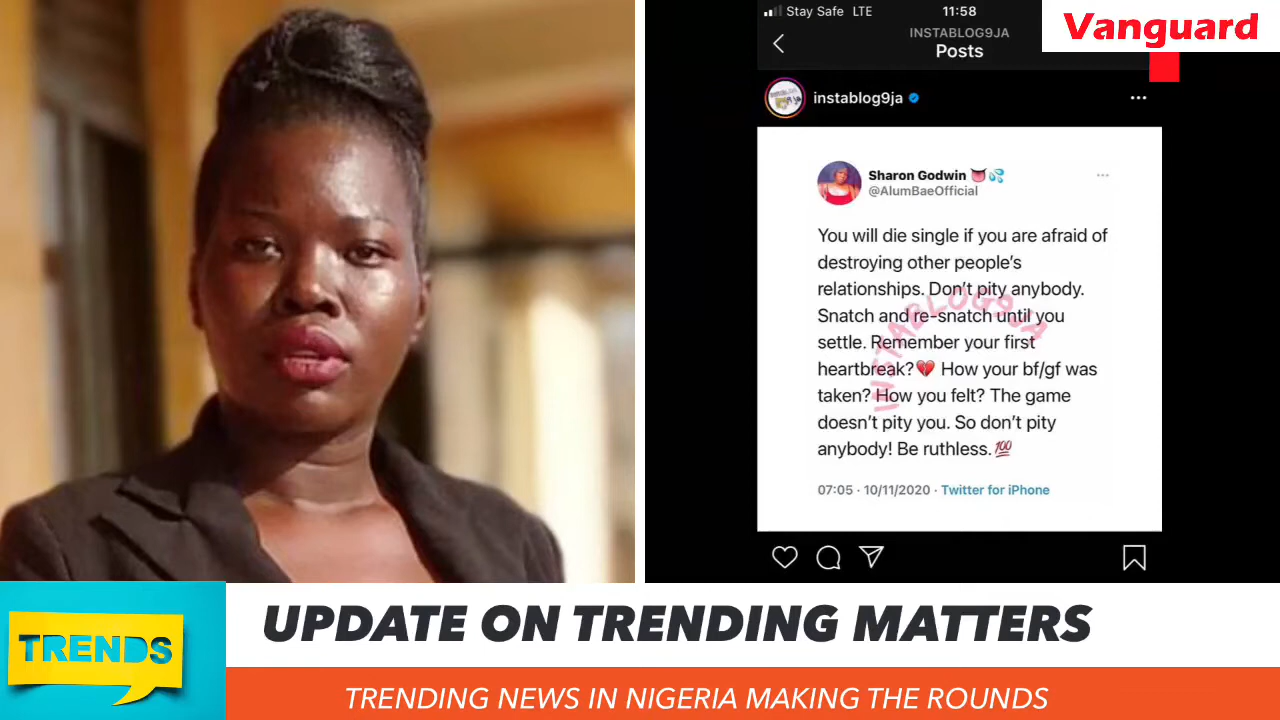 Stay Safe LTE 11:58
Vanguard
INSTABLOG9JA
Posts
instablog9ja
Sharon Godwin 👅💦
@AlumBaeOfficial
You will die single if you are afraid of
destroying other people's
relationships. Don't pity anybody.
Snatch and re-snatch until you
settle. Remember your first
heartbreak?💔 How your bf/gf was
taken? How you felt? The game
doesn't pity you. So don't pity
anybody! Be ruthless.💯
INSTABLOG9JA
07:05 · 10/11/2020 · Twitter for iPhone
TRENDS
UPDATE ON TRENDING MATTERS
TRENDING NEWS IN NIGERIA MAKING THE ROUNDS